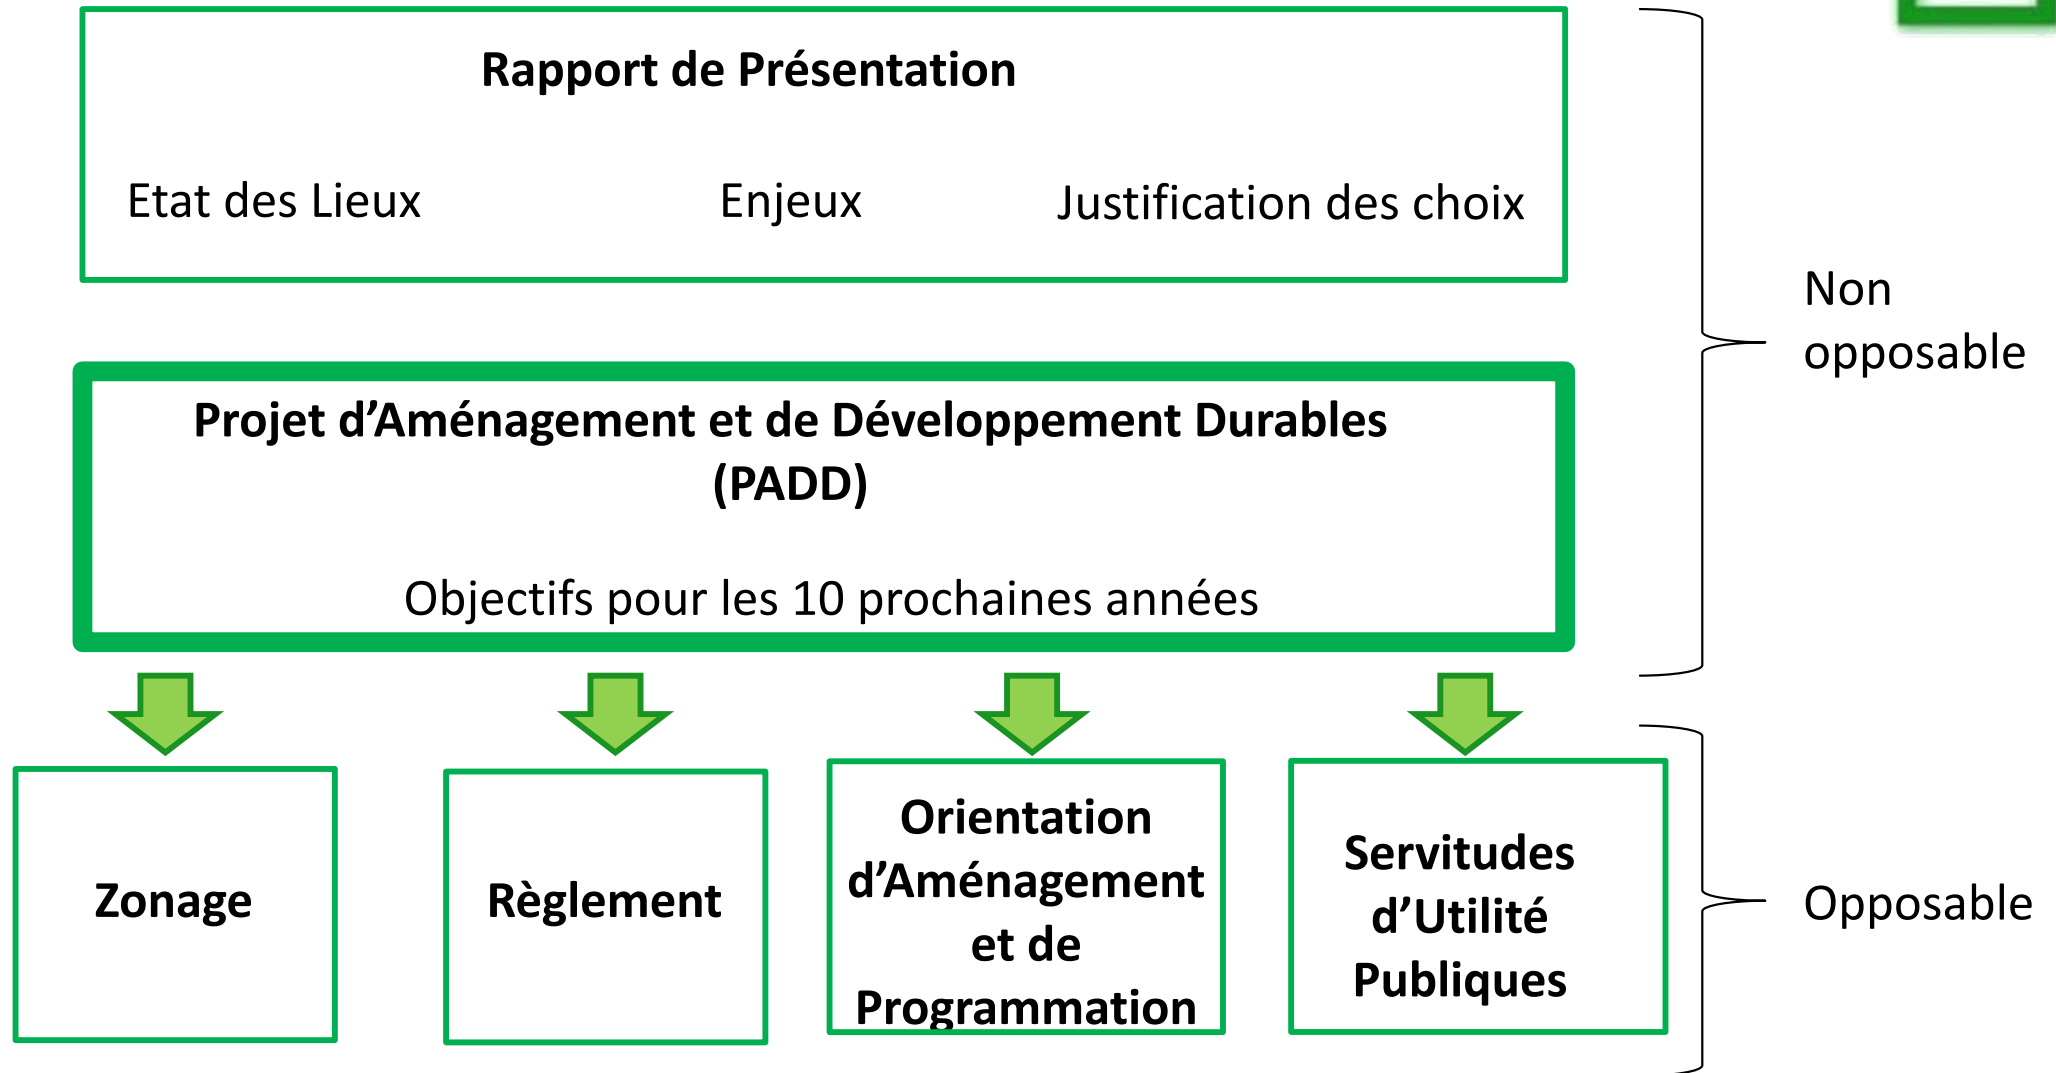 Rapport de Présentation
Etat des Lieux
Enjeux
Justification des choix
Non
opposable
Projet d’Aménagement et de Développement Durables
(PADD)
Objectifs pour les 10 prochaines années
Zonage
Règlement
Orientation
d’Aménagement
et de
Programmation
Servitudes
d’Utilité
Publiques
Opposable